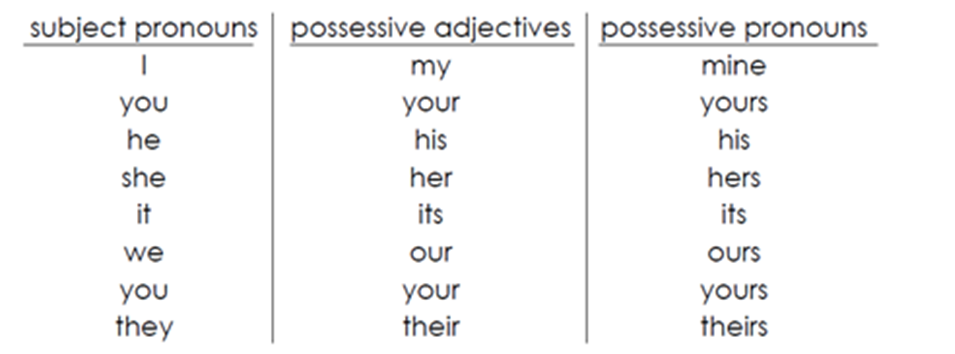 subject pronouns possessive adjectives possessive pronouns
I my mine
you your yours
he his his
she her hers
it its its
we our ours
you your yours
they their theirs